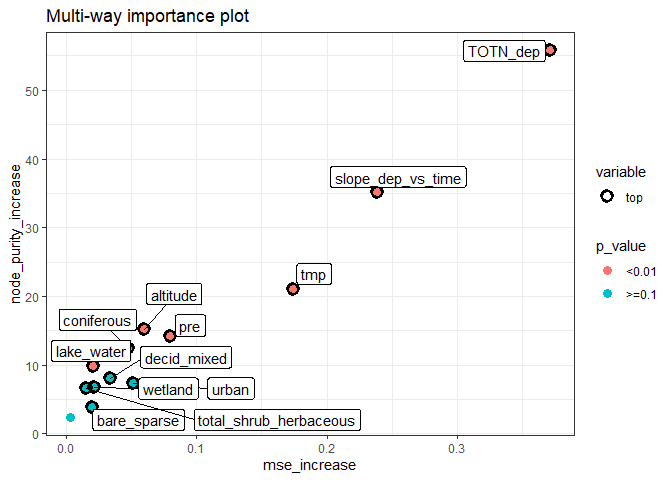 Multi-way importance plot
node_purity_increase
50
40
30
20
10
0
TOTN_dep
slope_dep_vs_time
tmp
altitude
coniferous
pre
lake_water
decid_mixed
wetland
urban
bare_sparse
total_shrub_herbaceous
0.0
0.1
0.2
0.3
mse_increase
variable
top
p_value
<0.01
>=0.1